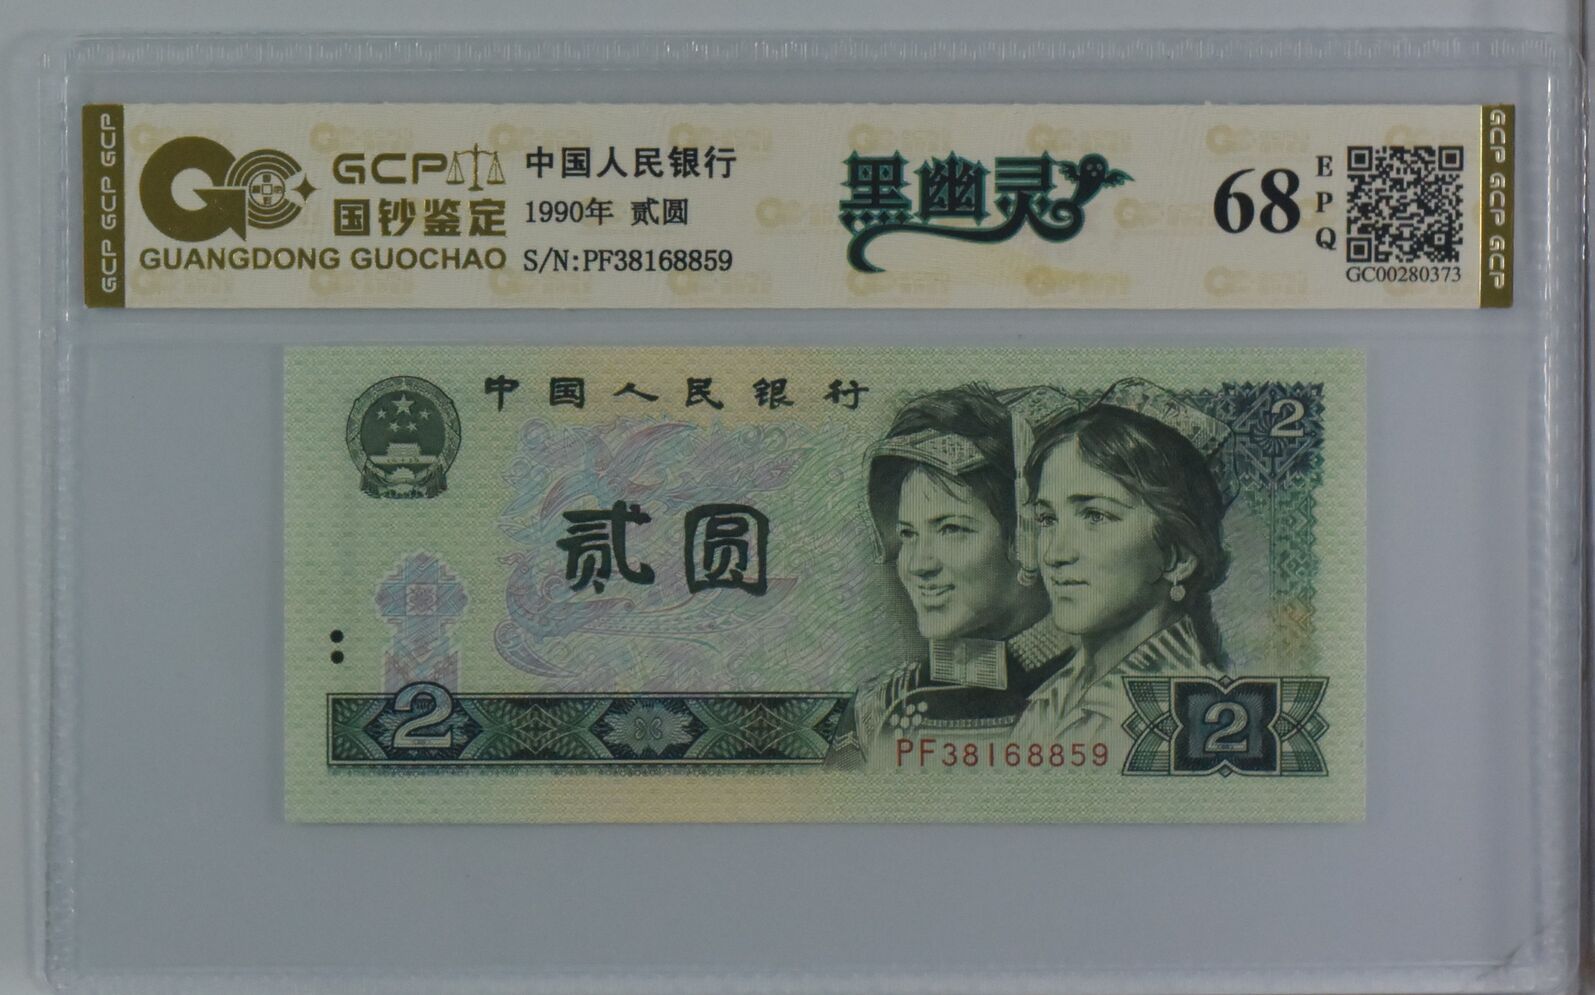 GCP GCP GCP
GCP
国钞鉴定
GUANGDONG GUOCHAO
中国人民银行
1990年 贰圆
S/N:PF38168859
黑幽灵
68
EPQ
GC00280373
GCP GCP GCP
中国人民银行
2
贰圆
2
PF38168859
2